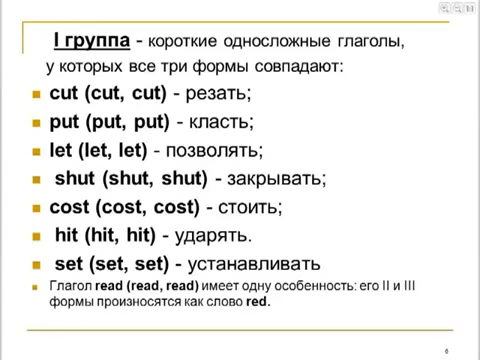 I группа - короткие односложные глаголы,
у которых все три формы совпадают:
cut (cut, cut) - резать;
put (put, put) - класть;
let (let, let) - позволять;
shut (shut, shut) - закрывать;
cost (cost, cost) - стоить;
hit (hit, hit) - ударять.
set (set, set) - устанавливать
Глагол read (read, read) имеет одну особенность: его II и III
формы произносятся как слово red.
6